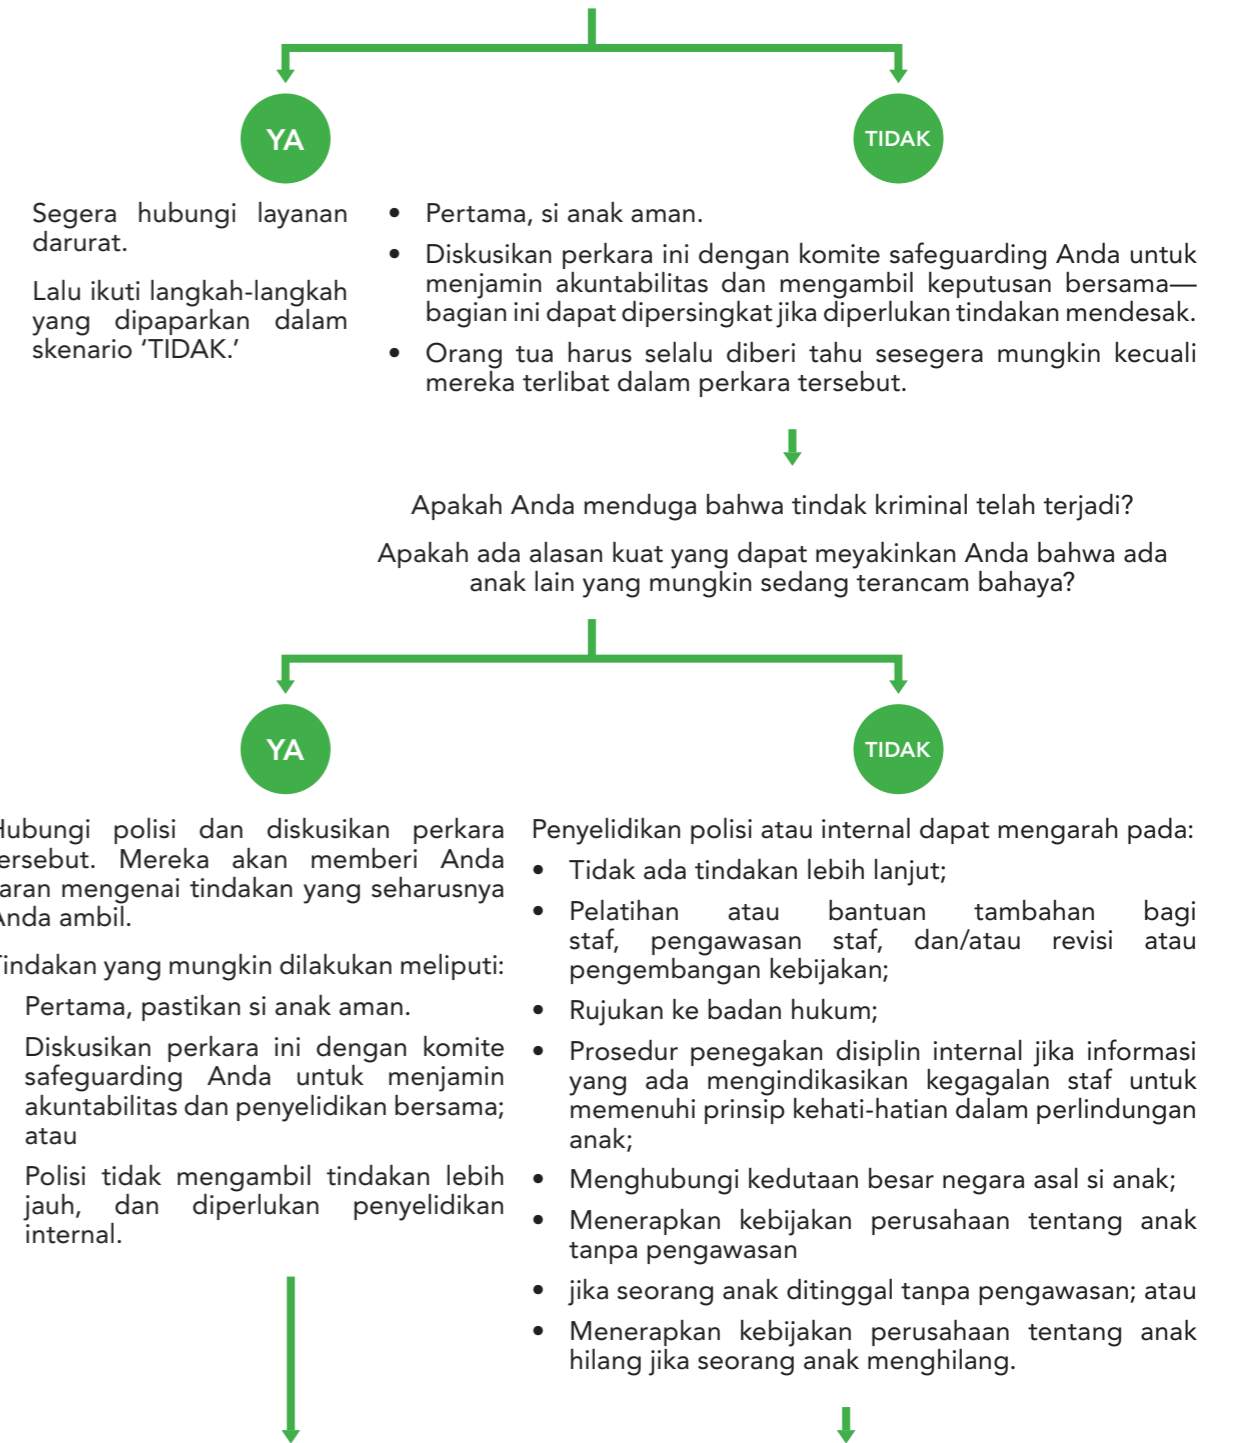 YA
Segera hubungi layanan
darurat.
Lalu ikuti langkah-langkah
yang dipaparkan dalam
skenario ‘TIDAK.’
TIDAK
• Pertama, si anak aman.
• Diskusikan perkara ini dengan komite safeguarding Anda untuk
menjamin akuntabilitas dan mengambil keputusan bersama—
bagian ini dapat dipersingkat jika diperlukan tindakan mendesak.
• Orang tua harus selalu diberi tahu sesegera mungkin kecuali
mereka terlibat dalam perkara tersebut.
Apakah Anda menduga bahwa tindak kriminal telah terjadi?
Apakah ada alasan kuat yang dapat meyakinkan Anda bahwa ada
anak lain yang mungkin sedang terancam bahaya?
YA
Hubungi polisi dan diskusikan perkara
tersebut. Mereka akan memberi Anda
saran mengenai tindakan yang seharusnya
Anda ambil.
Tindakan yang mungkin dilakukan meliputi:
Pertama, pastikan si anak aman.
Diskusikan perkara ini dengan komite
safeguarding Anda untuk menjamin
akuntabilitas dan penyelidikan bersama;
atau
Polisi tidak mengambil tindakan lebih
jauh, dan diperlukan penyelidikan
internal.
TIDAK
Penyelidikan polisi atau internal dapat mengarah pada:
• Tidak ada tindakan lebih lanjut;
• Pelatihan atau bantuan tambahan bagi
staf, pengawasan staf, dan/atau revisi atau
pengembangan kebijakan;
• Rujukan ke badan hukum;
• Prosedur penegakan disiplin internal jika informasi
yang ada mengindikasikan kegagalan staf untuk
memenuhi prinsip kehati-hatian dalam perlindungan
anak;
• Menghubungi kedutaan besar negara asal si anak;
• Menerapkan kebijakan perusahaan tentang anak
tanpa pengawasan
• jika seorang anak ditinggal tanpa pengawasan; atau
• Menerapkan kebijakan perusahaan tentang anak
hilang jika seorang anak menghilang.